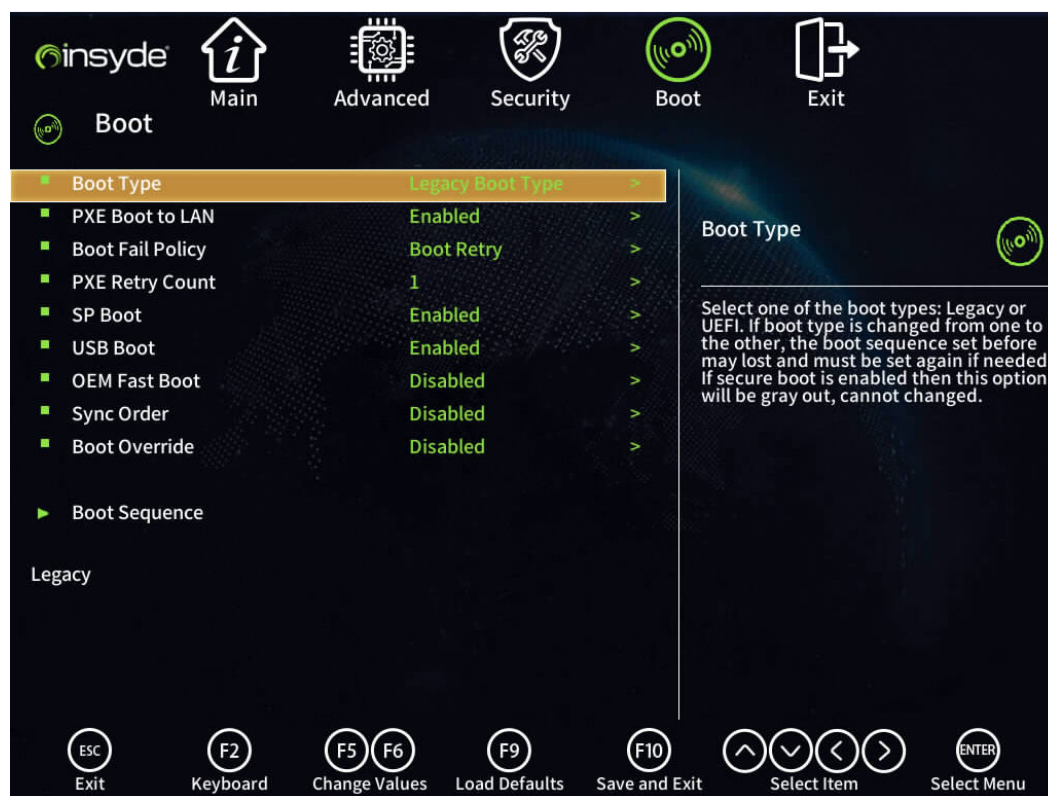 insyde
Main
Advanced
Security
Boot
Exit
Boot
Boot Type Legacy Boot Type >
PXE Boot to LAN Enabled >
Boot Fail Policy Boot Retry >
PXE Retry Count 1 >
SP Boot Enabled >
USB Boot Enabled >
OEM Fast Boot Disabled >
Sync Order Disabled >
Boot Override Disabled >
Boot Sequence
Legacy
Boot Type
Select one of the boot types: Legacy or
UEFI. If boot type is changed from one to
the other, the boot sequence set before
may lost and must be set again if needed
If secure boot is enabled then this option
will be gray out, cannot changed.
ESC
Exit
F2
Keyboard
F5 F6
Change Values
F9
Load Defaults
F10
Save and Exit
Select Item
ENTER
Select Menu